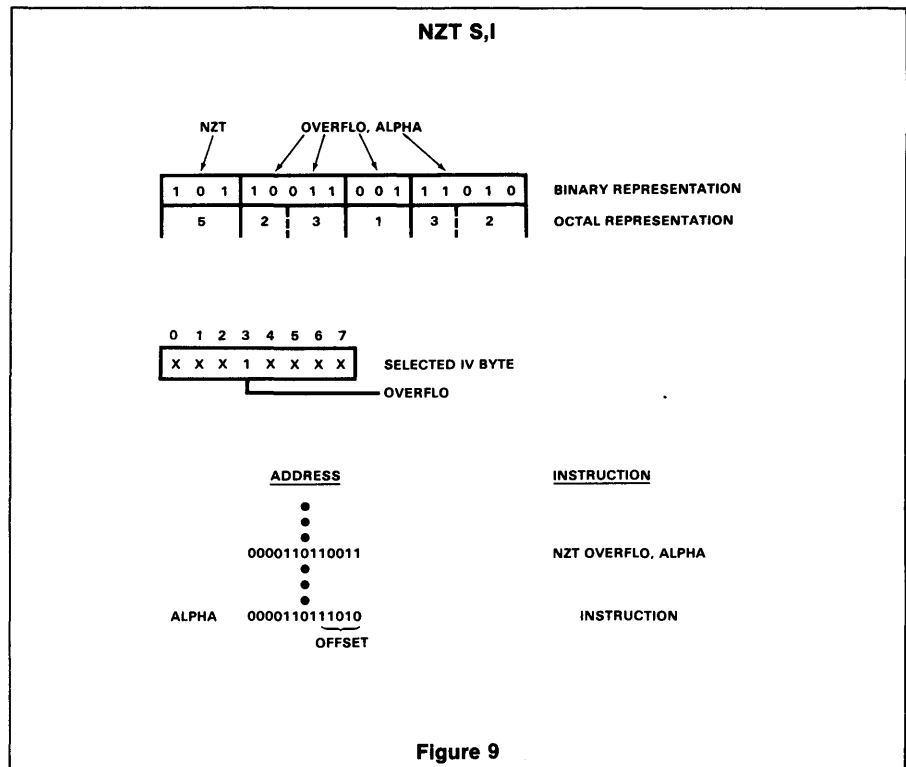 NZT S,I
NZT OVERFLO, ALPHA
1 0 1 1 0 0 1 1 0 0 1 1 1 0 1 0 BINARY REPRESENTATION
5 2 3 1 3 2 OCTAL REPRESENTATION
0 1 2 3 4 5 6 7
X X X 1 X X X X SELECTED IV BYTE
OVERFLO
ADDRESS INSTRUCTION
0000110110011 NZT OVERFLO, ALPHA
ALPHA 0000110111010 INSTRUCTION
OFFSET
Figure 9